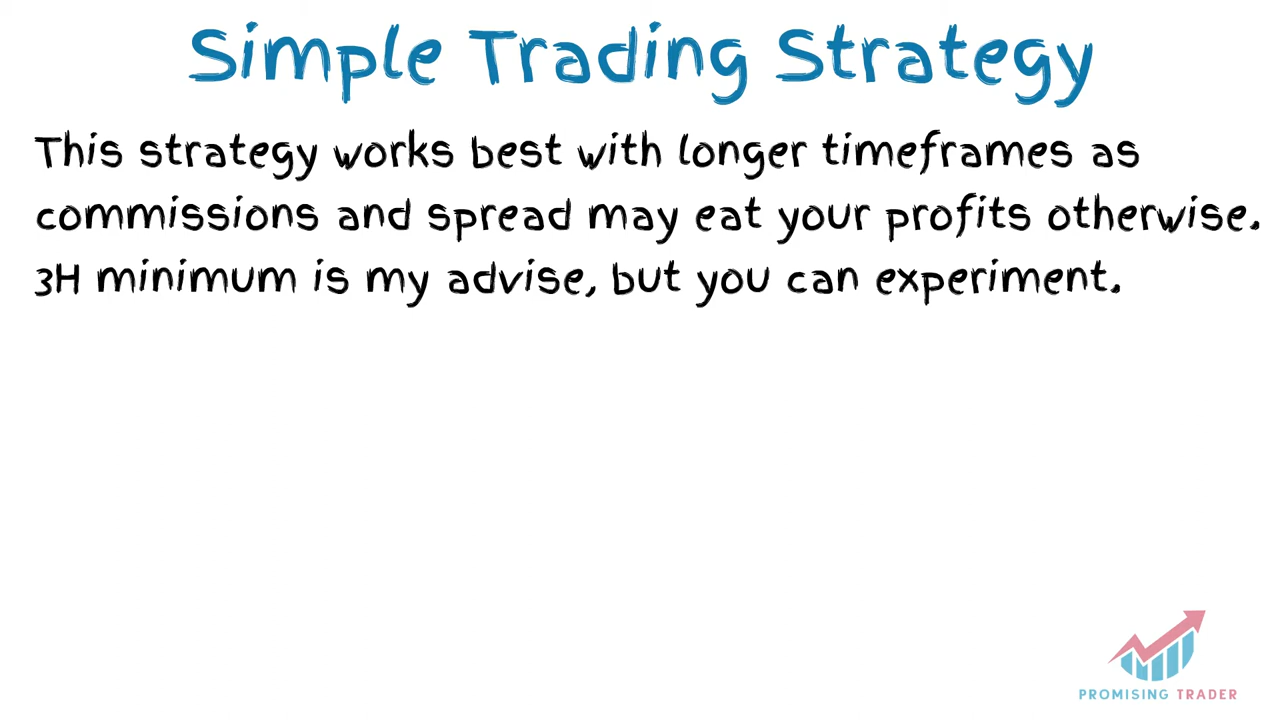 Simple Trading Strategy
This strategy works best with longer timeframes as
commissions and spread may eat your profits otherwise.
3H minimum is my advise, but you can experiment.
PROMISING TRADER